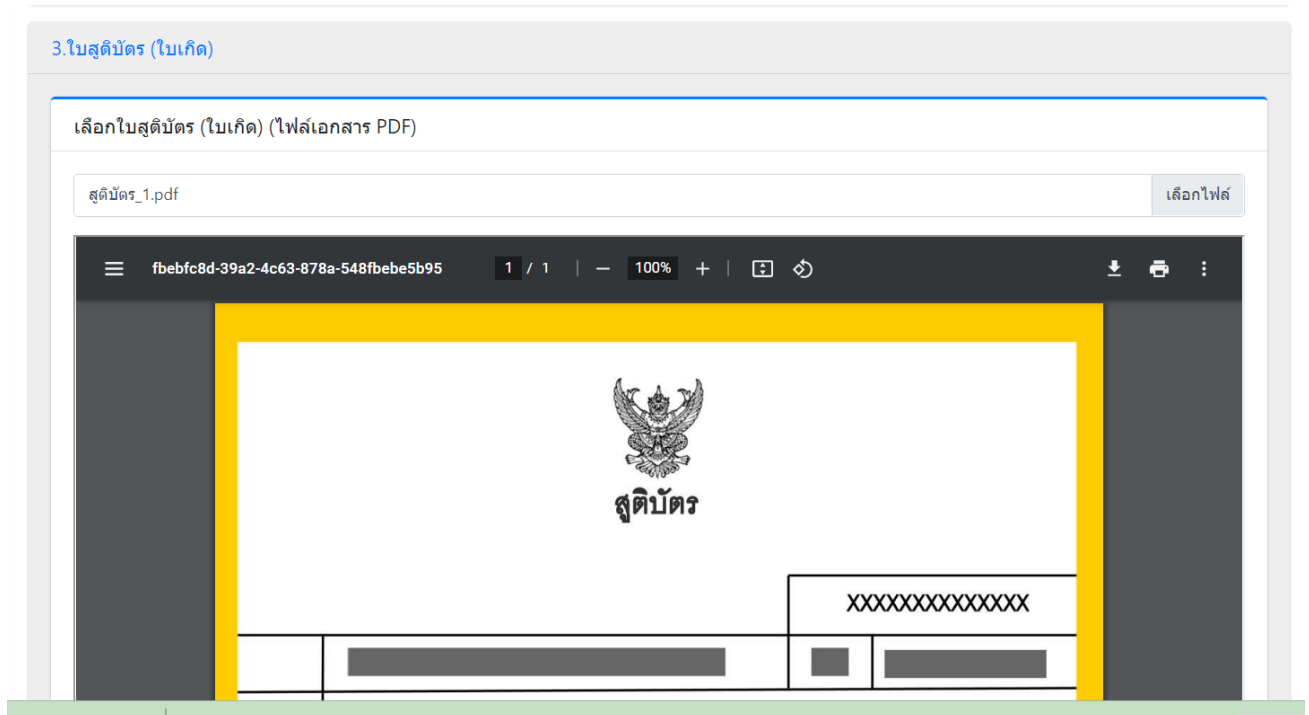 3.ใบสูติบัตร (ใบเกิด)
เลือกใบสูติบัตร (ใบเกิด) (ไฟล์เอกสาร PDF)
สูติบัตร_1.pdf เลือกไฟล์
fbebfc8d-39a2-4c63-878a-548fbebe5b95 1 / 1 100%
สูติบัตร
XXXXXXXXXXXXXX